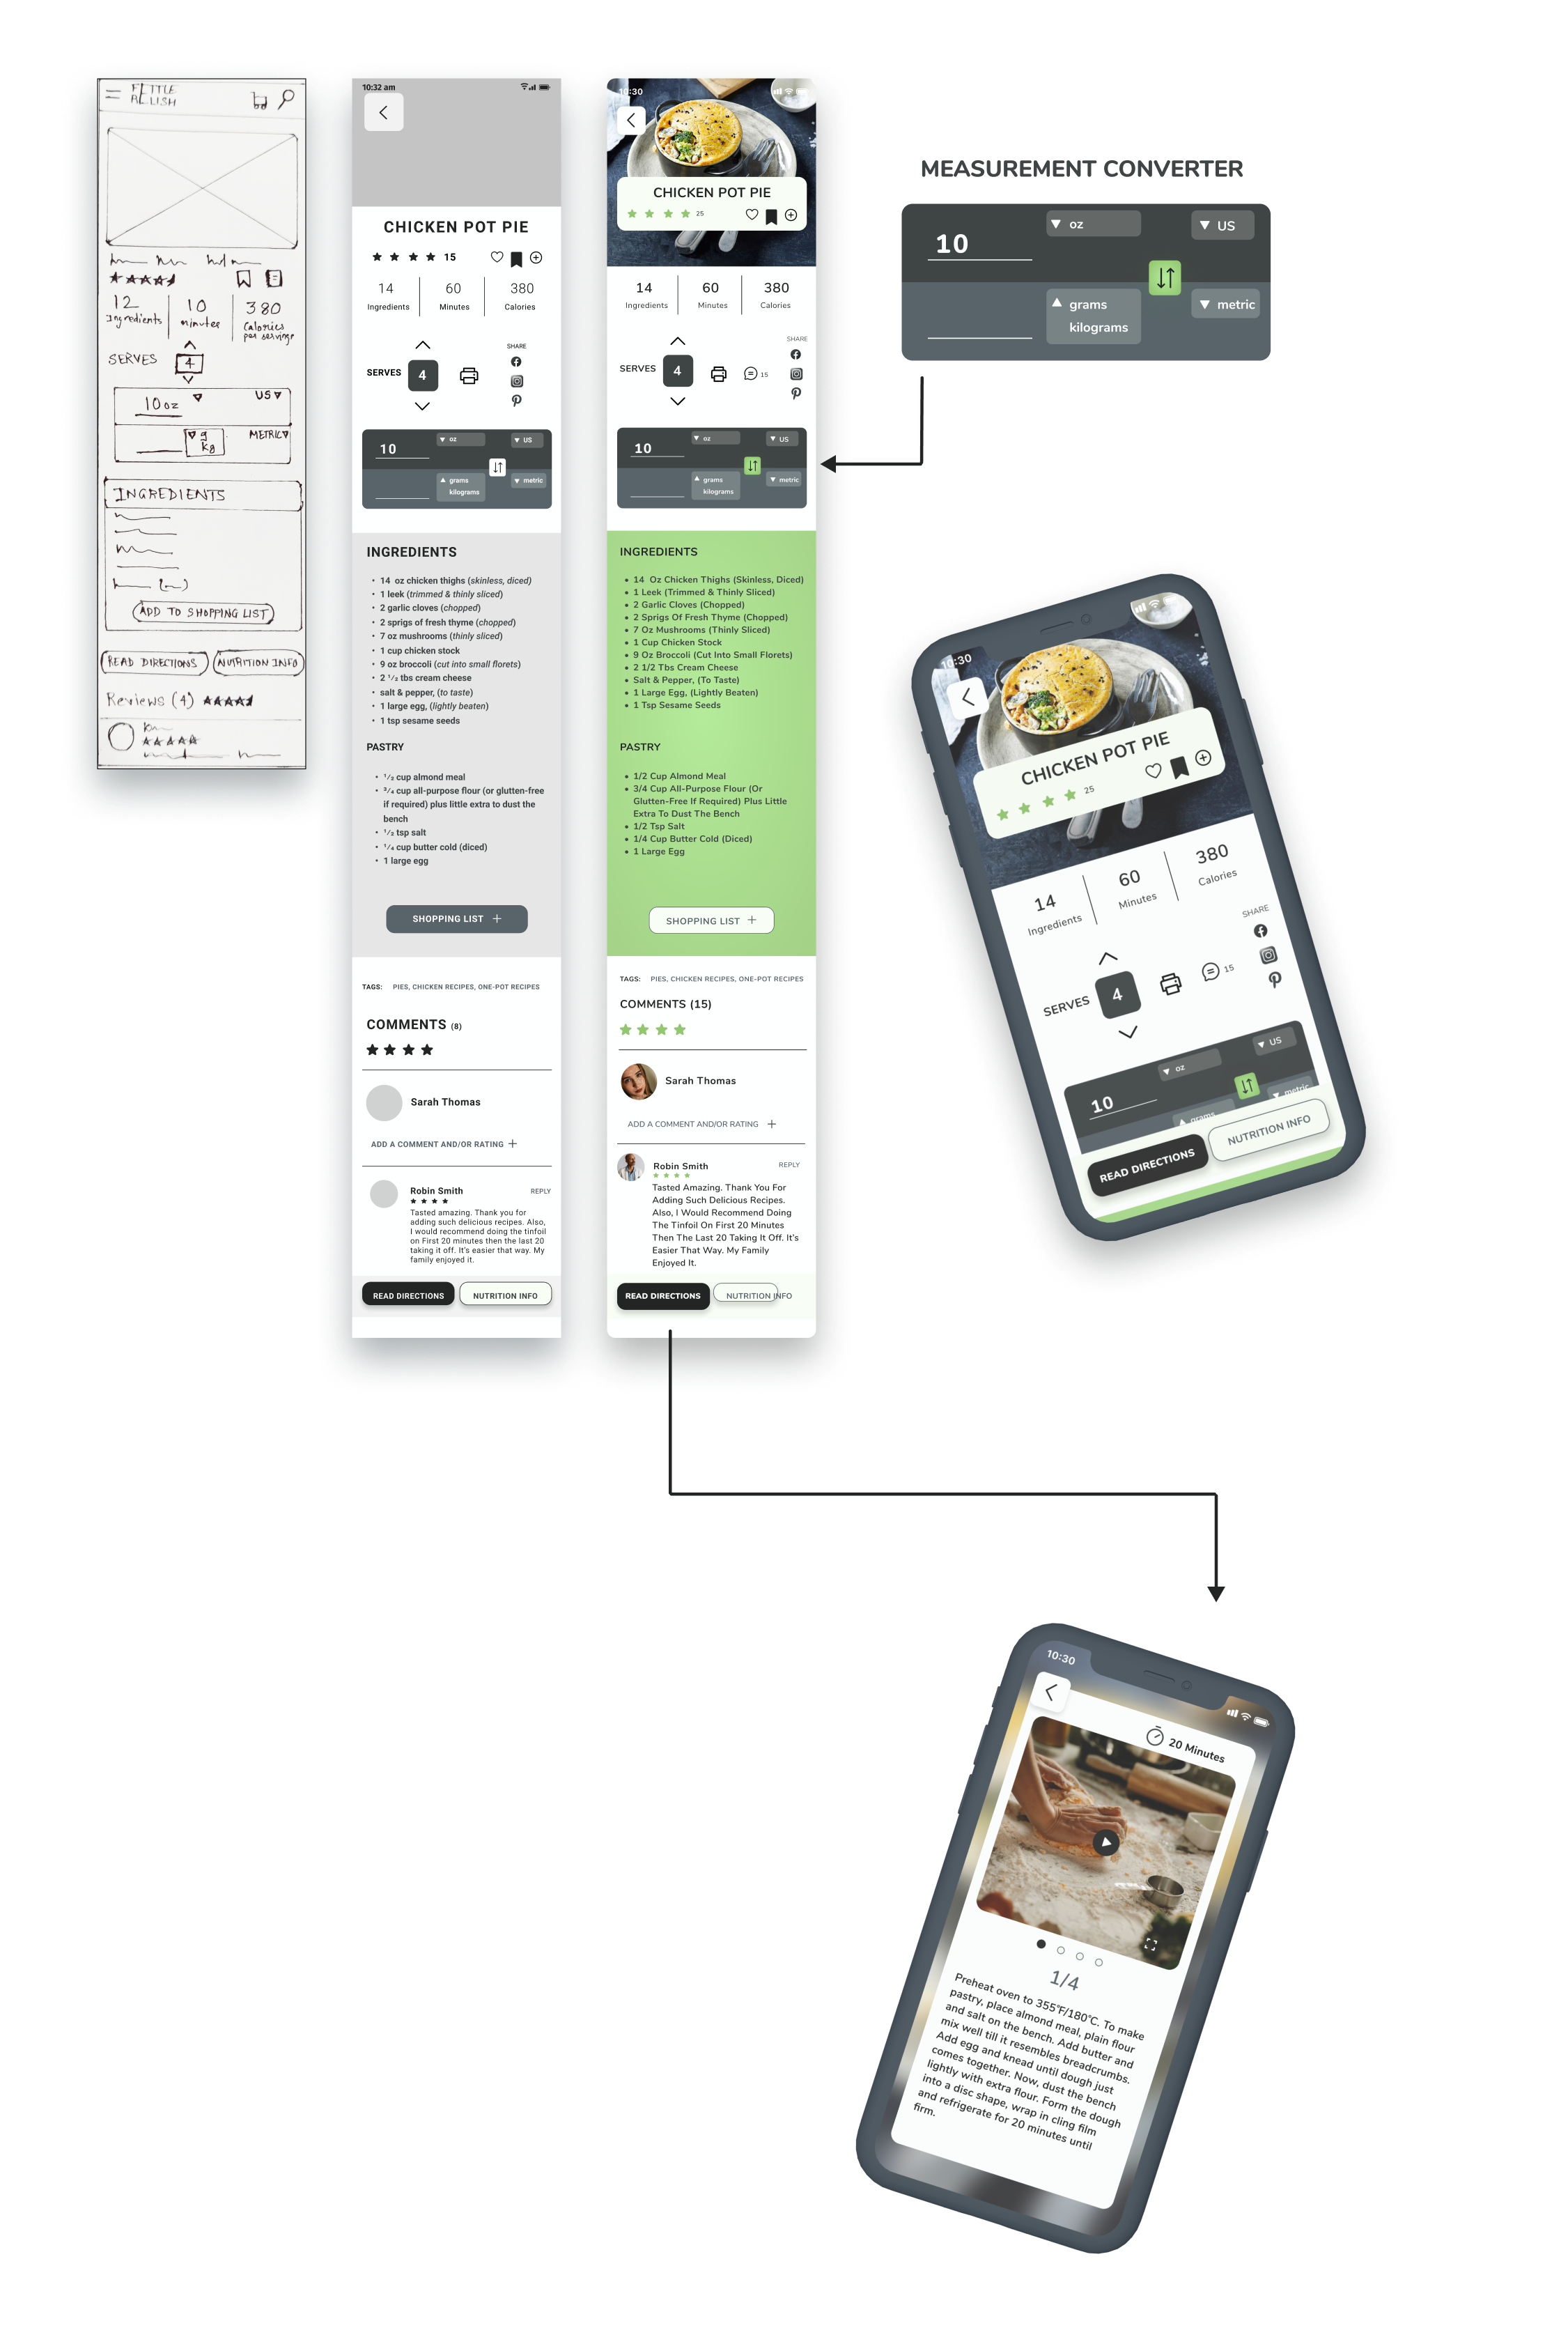 FETTLE
RELISH
12
Ingredients
10
minutes
380
Calories
per servings
SERVES
4
10 oz
US
g
kg
METRIC
INGREDIENTS
ADD TO SHOPPING LIST
READ DIRECTIONS
NUTRITION INFO
Reviews (4)
10:32 am
CHICKEN POT PIE
15
14
Ingredients
60
Minutes
380
Calories
SERVES
4
SHARE
10
oz
US
grams
kilograms
metric
INGREDIENTS
• 14 oz chicken thighs (skinless, diced)
• 1 leek (trimmed & thinly sliced)
• 2 garlic cloves (chopped)
• 2 sprigs of fresh thyme (chopped)
• 7 oz mushrooms (thinly sliced)
• 1 cup chicken stock
• 9 oz broccoli (cut into small florets)
• 2 ½ tbs cream cheese
• salt & pepper, (to taste)
• 1 large egg, (lightly beaten)
• 1 tsp sesame seeds
PASTRY
• ½ cup almond meal
• ¾ cup all-purpose flour (or gluten-free
if required) plus little extra to dust the
bench
• ½ tsp salt
• ¼ cup butter cold (diced)
• 1 large egg
SHOPPING LIST +
TAGS: PIES, CHICKEN RECIPES, ONE-POT RECIPES
COMMENTS (8)
Sarah Thomas
ADD A COMMENT AND/OR RATING +
Robin Smith
REPLY
Tasted amazing. Thank you for
adding such delicious recipes. Also,
I would recommend doing the tinfoil
on First 20 minutes then the last 20
taking it off. It's easier that way. My
family enjoyed it.
READ DIRECTIONS
NUTRITION INFO
10:30
CHICKEN POT PIE
25
14
Ingredients
60
Minutes
380
Calories
SERVES
4
15
SHARE
10
oz
US
grams
kilograms
metric
INGREDIENTS
• 14 Oz Chicken Thighs (Skinless, Diced)
• 1 Leek (Trimmed & Thinly Sliced)
• 2 Garlic Cloves (Chopped)
• 2 Sprigs Of Fresh Thyme (Chopped)
• 7 Oz Mushrooms (Thinly Sliced)
• 1 Cup Chicken Stock
• 9 Oz Broccoli (Cut Into Small Florets)
• 2 1/2 Tbs Cream Cheese
• Salt & Pepper, (To Taste)
• 1 Large Egg, (Lightly Beaten)
• 1 Tsp Sesame Seeds
PASTRY
• 1/2 Cup Almond Meal
• 3/4 Cup All-Purpose Flour (Or
Glutten-Free If Required) Plus Little
Extra To Dust The Bench
• 1/2 Tsp Salt
• 1/4 Cup Butter Cold (Diced)
• 1 Large Egg
SHOPPING LIST +
TAGS: PIES, CHICKEN RECIPES, ONE-POT RECIPES
COMMENTS (15)
Sarah Thomas
ADD A COMMENT AND/OR RATING +
Robin Smith
REPLY
Tasted Amazing. Thank You For
Adding Such Delicious Recipes.
Also, I Would Recommend Doing
The Tinfoil On First 20 Minutes
Then The Last 20 Taking It Off. It's
Easier That Way. My Family
Enjoyed It.
READ DIRECTIONS
NUTRITION INFO
MEASUREMENT CONVERTER
10
oz
US
grams
kilograms
metric
10:30
CHICKEN POT PIE
25
14
Ingredients
60
Minutes
380
Calories
SERVES
4
15
SHARE
10
oz
US
grams
metric
READ DIRECTIONS
NUTRITION INFO
10:30
20 Minutes
1/4
Preheat oven to 355°F/180°C. To make
pastry, place almond meal, plain flour
and salt on the bench. Add butter and
mix well till it resembles breadcrumbs.
Add egg and knead until dough just
comes together. Now, dust the bench
lightly with extra flour. Form the dough
into a disc shape, wrap in cling film
and refrigerate for 20 minutes until
firm.